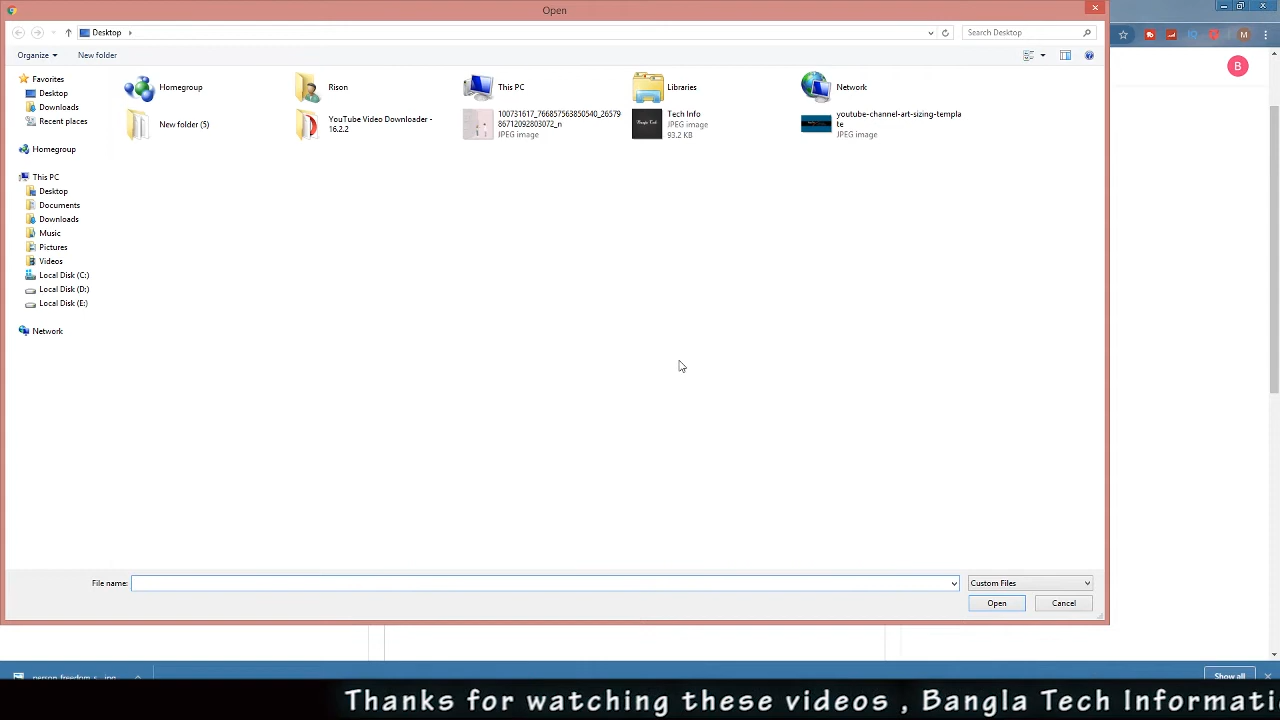 Open
Desktop
Search Desktop
Organize
New folder
Favorites
Desktop
Downloads
Recent places
Homegroup
This PC
Desktop
Documents
Downloads
Music
Pictures
Videos
Local Disk (C:)
Local Disk (D:)
Local Disk (E:)
Network
Homegroup
Rison
This PC
Libraries
Network
New folder (5)
YouTube Video Downloader -
16.2.2
100731617_766857563850540_26579
86712092803072_n
JPEG image
Tech Info
JPEG image
93.2 KB
youtube-channel-art-sizing-templa
te
JPEG image
File name:
Custom Files
Open
Cancel
B
M
Show all
Thanks for watching these videos , Bangla Tech Informati